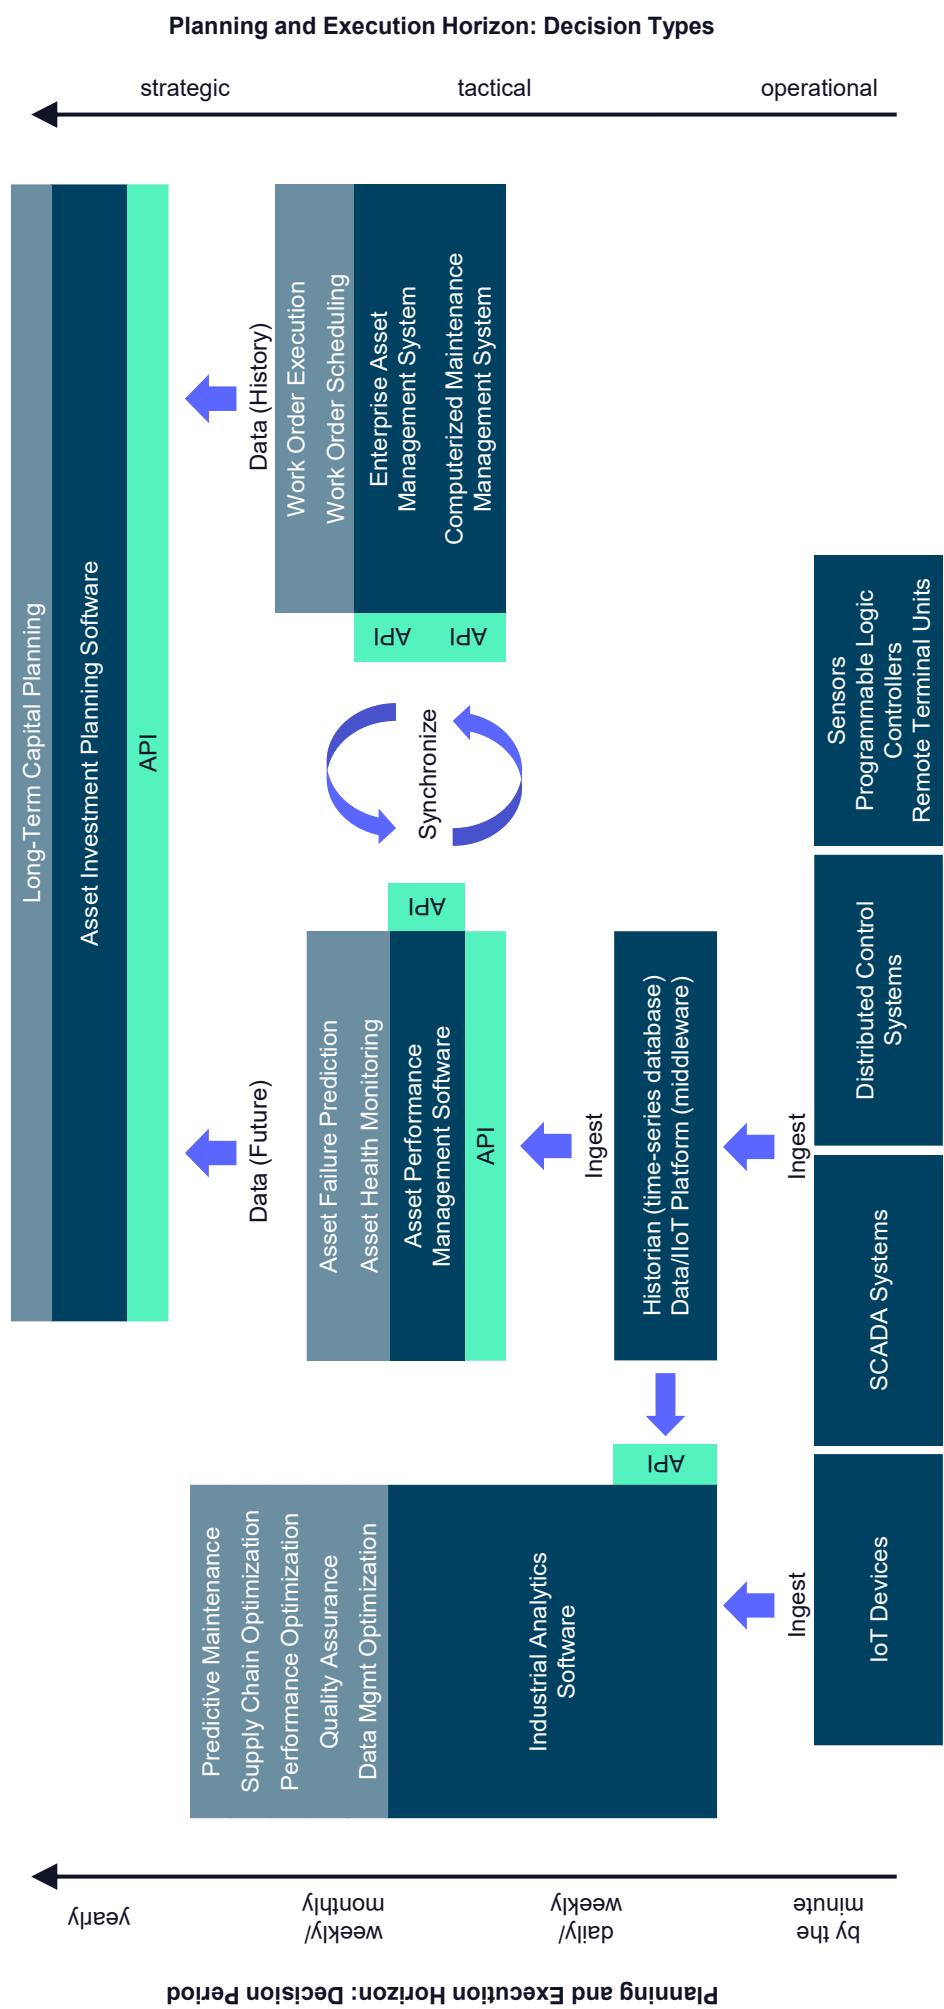 Planning and Execution Horizon: Decision Types
strategic
tactical
operational
Planning and Execution Horizon: Decision Period
yearly
weekly/
monthly
daily/
weekly
by the
minute
Long-Term Capital Planning
Asset Investment Planning Software
API
Data (Future)
Data (History)
Predictive Maintenance
Supply Chain Optimization
Performance Optimization
Quality Assurance
Data Mgmt Optimization
Industrial Analytics
Software
API
Asset Failure Prediction
Asset Health Monitoring
Asset Performance
Management Software
API
API
Synchronize
Work Order Execution
Work Order Scheduling
Enterprise Asset
Management System
Computerized Maintenance
Management System
API
API
Ingest
Historian (time-series database)
Data/IIoT Platform (middleware)
Ingest
Ingest
IoT Devices
SCADA Systems
Distributed Control
Systems
Sensors
Programmable Logic
Controllers
Remote Terminal Units